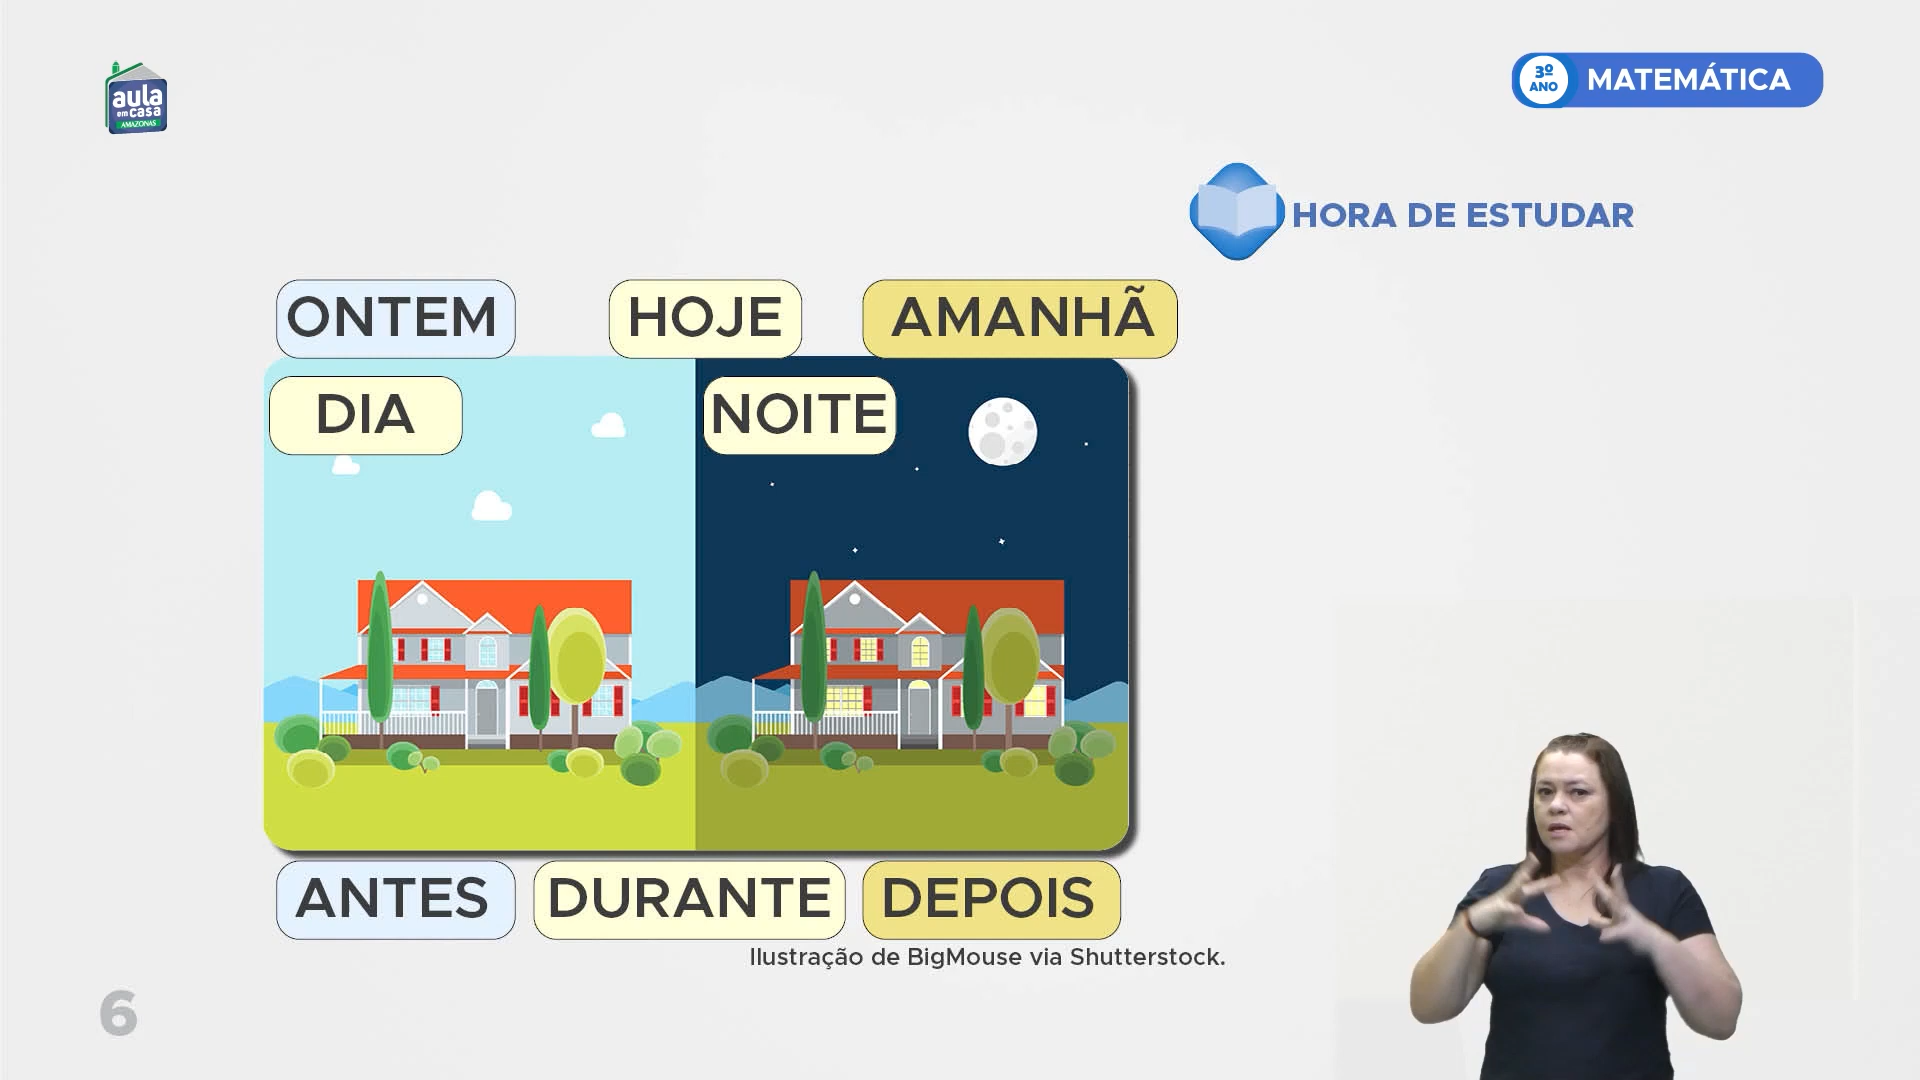 aula
em casa
AMAZONAS
3º
ANO
MATEMÁTICA
HORA DE ESTUDAR
ONTEM
HOJE
AMANHÃ
DIA
NOITE
ANTES
DURANTE
DEPOIS
Ilustração de BigMouse via Shutterstock.
6